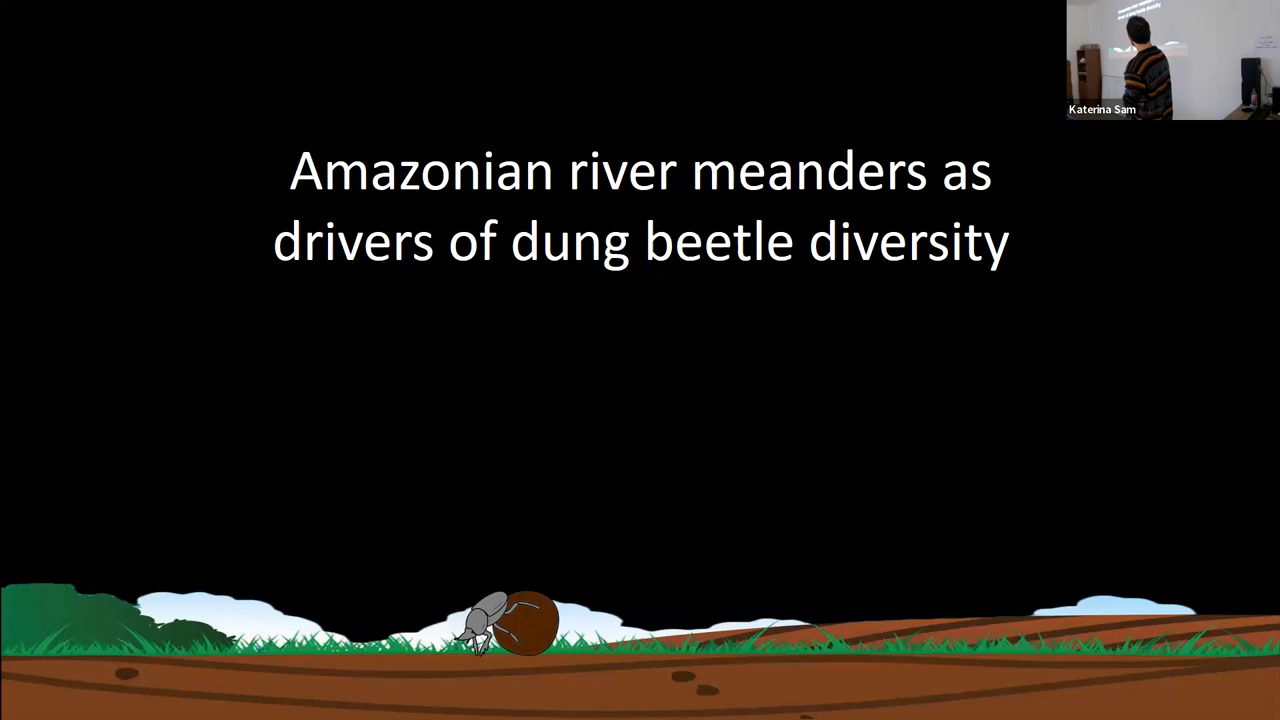 Katerina Sam
Amazonian river meanders as
drivers of dung beetle diversity